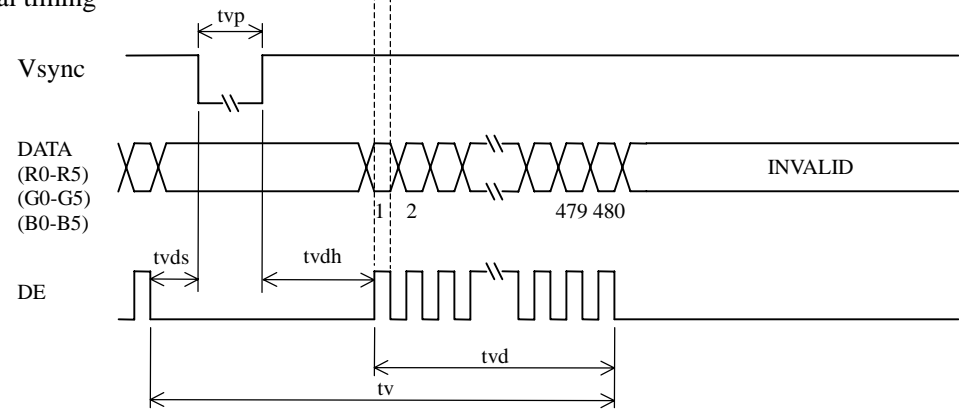 timing
tvp
Vsync
DATA
(R0-R5)
(G0-G5)
(B0-B5)
INVALID
1 2 479 480
tvds
tvdh
DE
tvd
tv